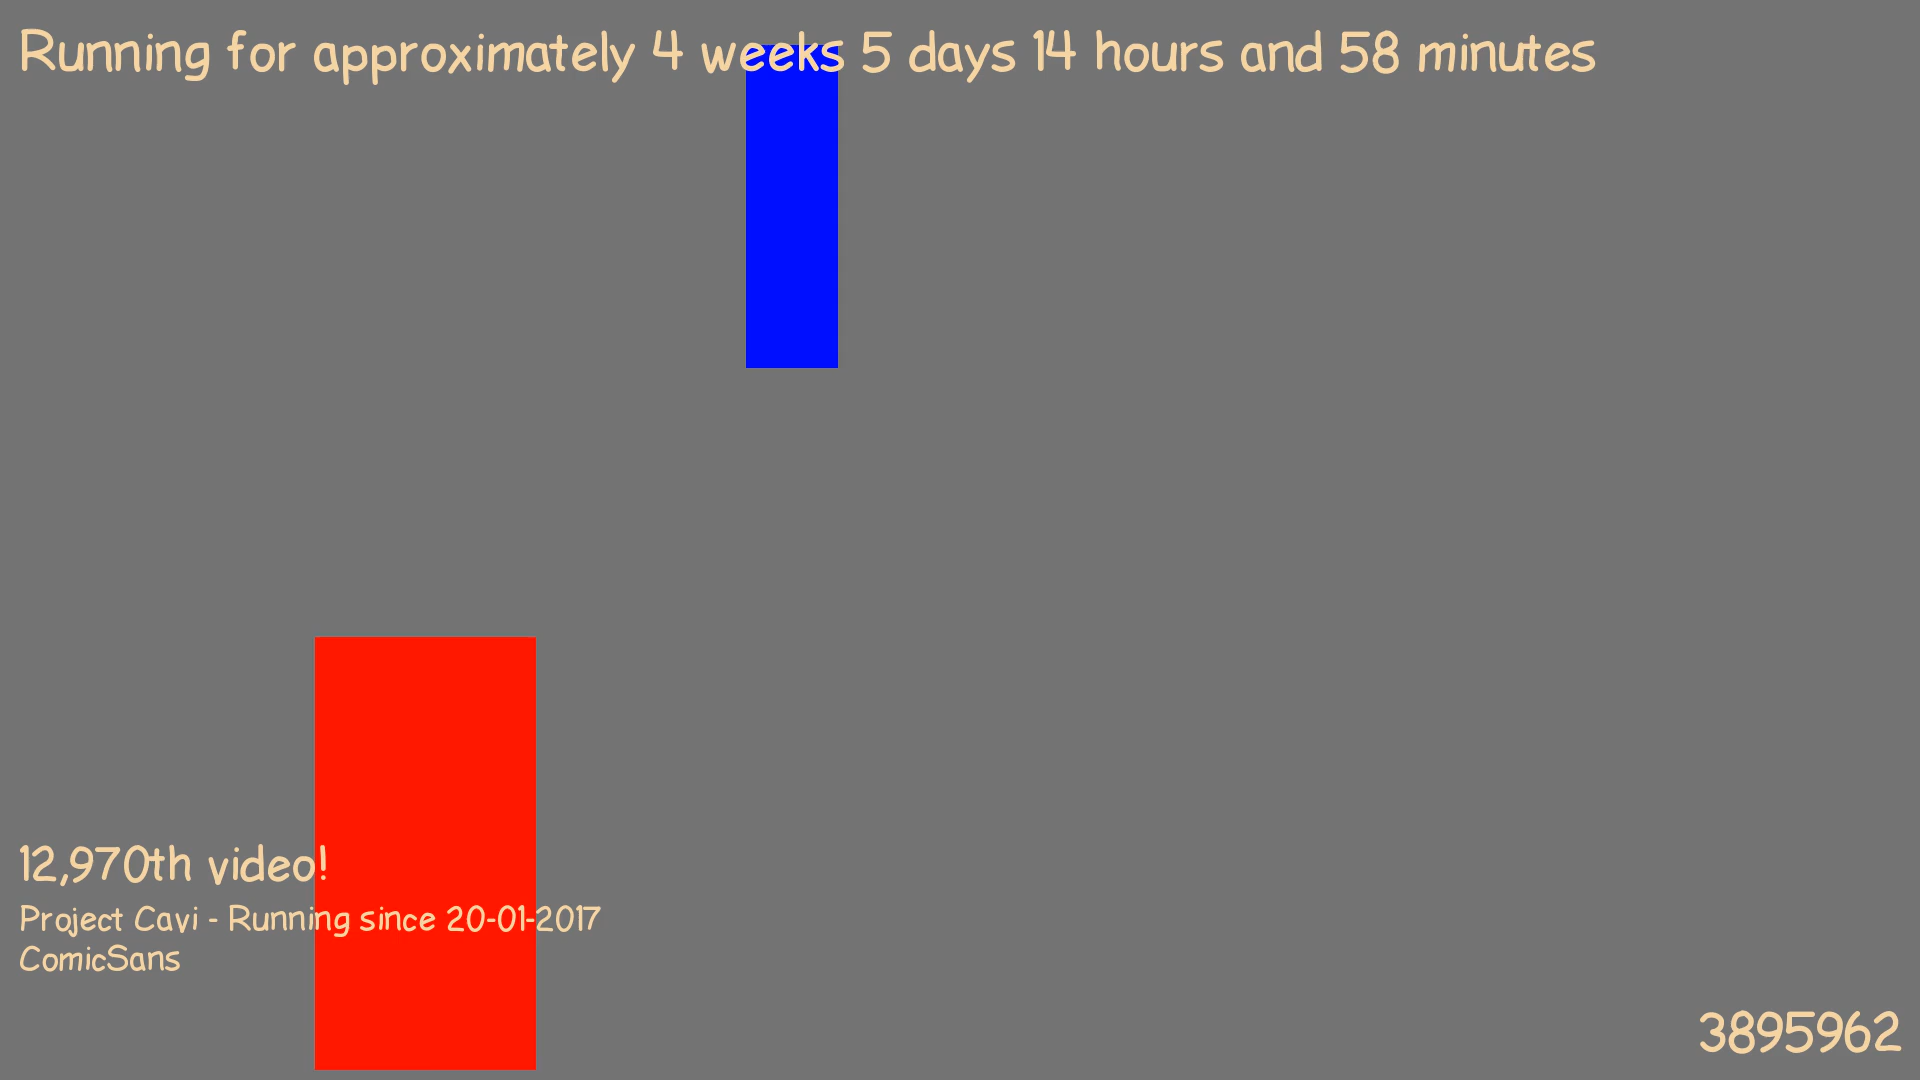 Running for approximately 4 weeks 5 days 14 hours and 58 minutes
12,970th video!
Project Cavi - Running since 20-01-2017
ComicSans
3895962